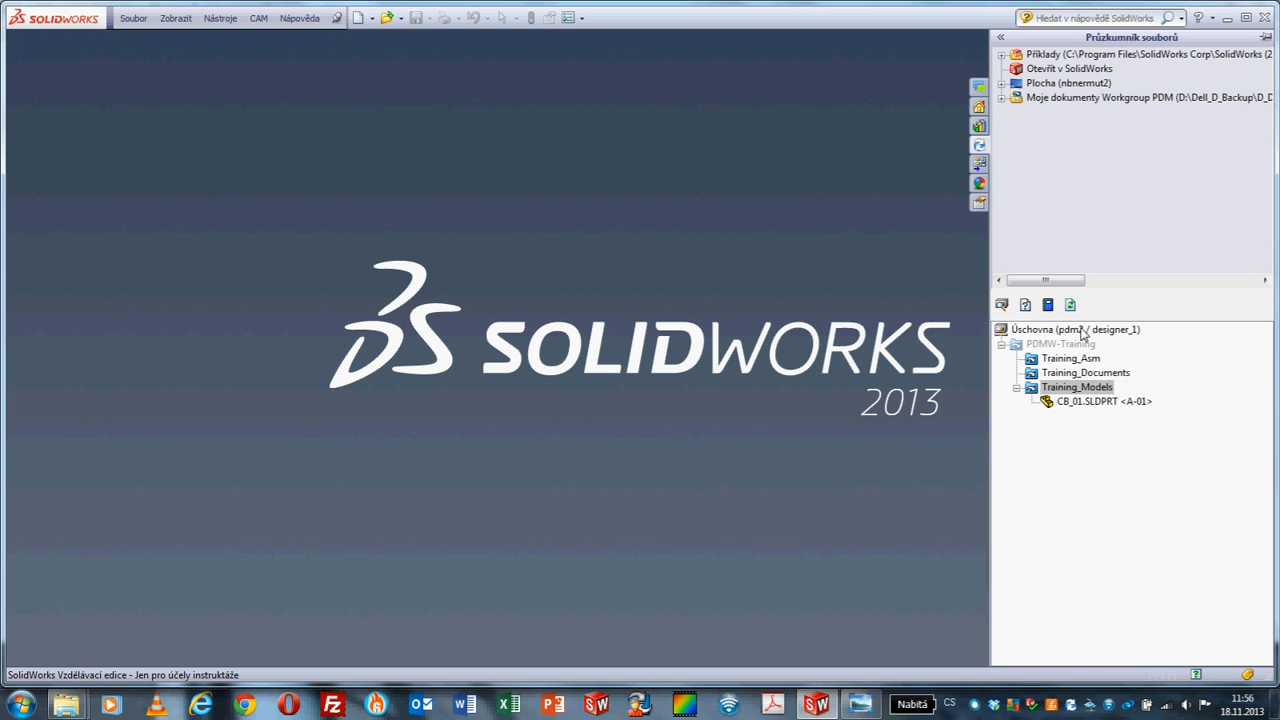 SOLIDWORKS Soubor Zobrazit Nástroje CAM Nápověda Hledat v nápovědě SolidWorks
Průzkumník souborů
Příklady (C:\Program Files\SolidWorks Corp\SolidWorks (2
Otevřít v SolidWorks
Plocha (nbnermut2)
Moje dokumenty Workgroup PDM (D:\Dell_D_Backup\D_D
SOLIDWORKS
2013
Úschovna (pdm2 / designer_1)
PDMW-Training
Training_Asm
Training_Documents
Training_Models
CB_01.SLDPRT <A-01>
SolidWorks Vzdělávací edice - Jen pro účely instruktáže
Nabitá CS 11:56
18.11.2013